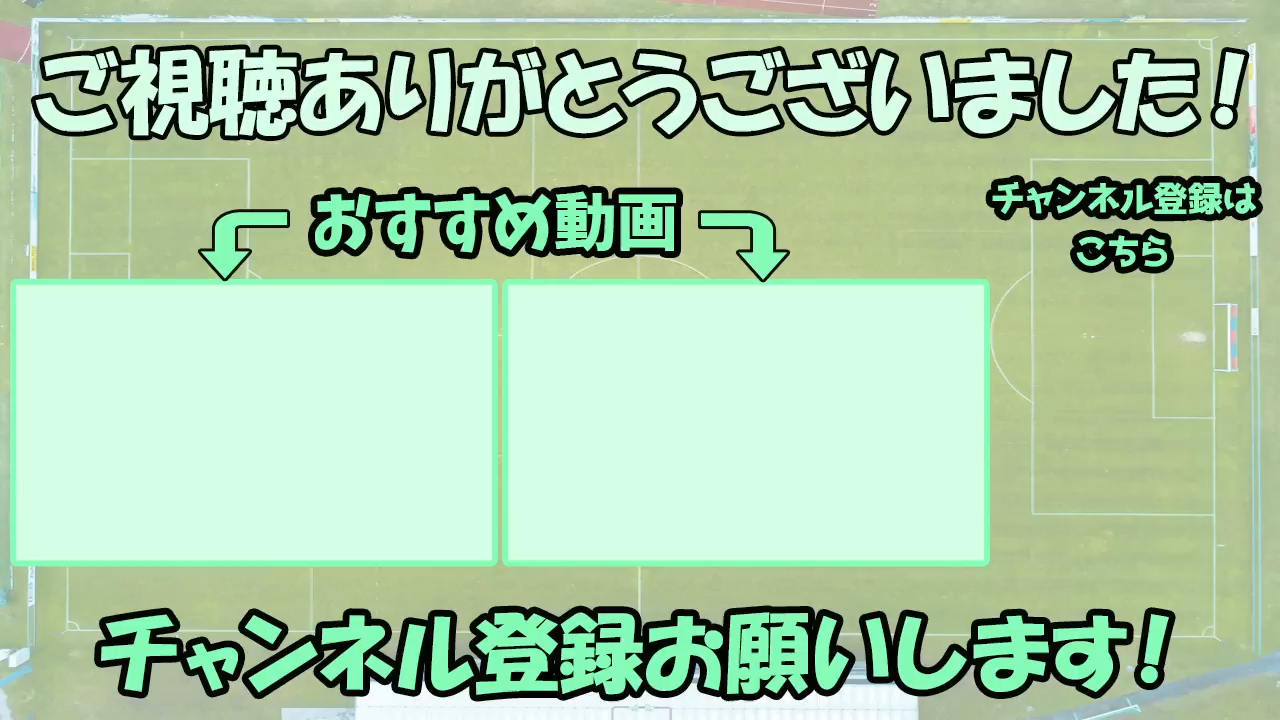 ご視聴ありがとうございました!
おすすめ動画
チャンネル登録は
こちら
チャンネル登録お願いします!